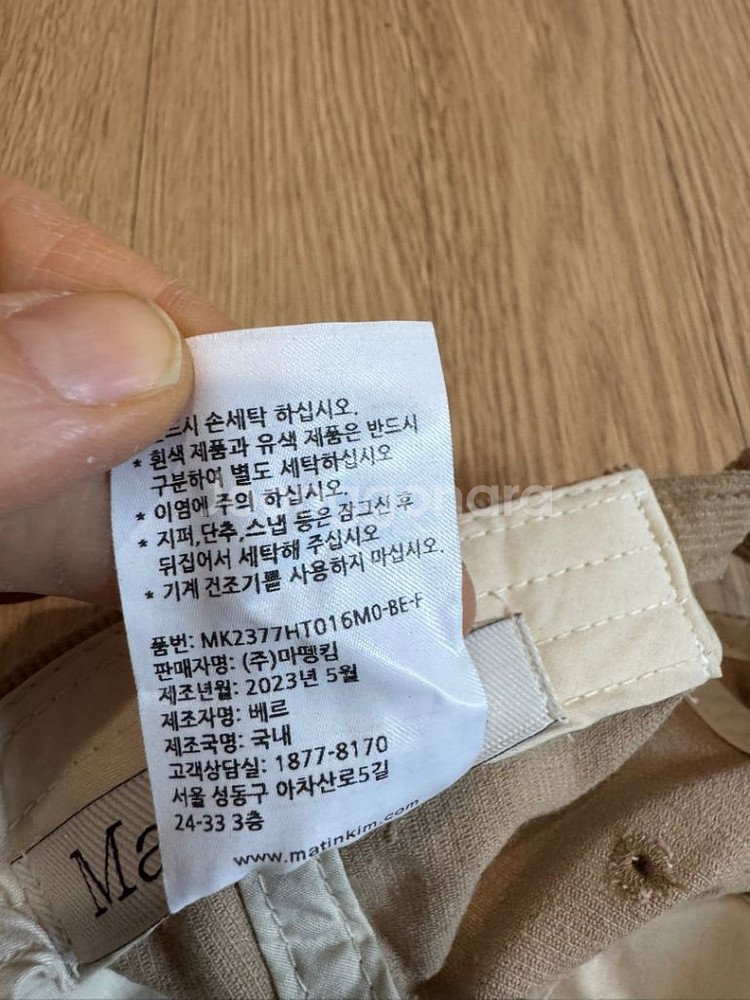 드시 손세탁 하십시오.
* 흰색 제품과 유색 제품은 반드시
구분하여 별도 세탁하십시오
* 이염에 주의 하십시오.
* 지퍼,단추,스냅 등은 잠그신 후
뒤집어서 세탁해 주십시오
* 기계 건조기를 사용하지 마십시오.
품번: MK2377HT016M0-BE-F
판매자명: (주)마뗑킴
제조년월: 2023년 5월
제조자명: 베르
제조국명: 국내
고객상담실: 1877-8170
서울 성동구 아차산로5길
24-33 3층
www.matinkim.com
Ma